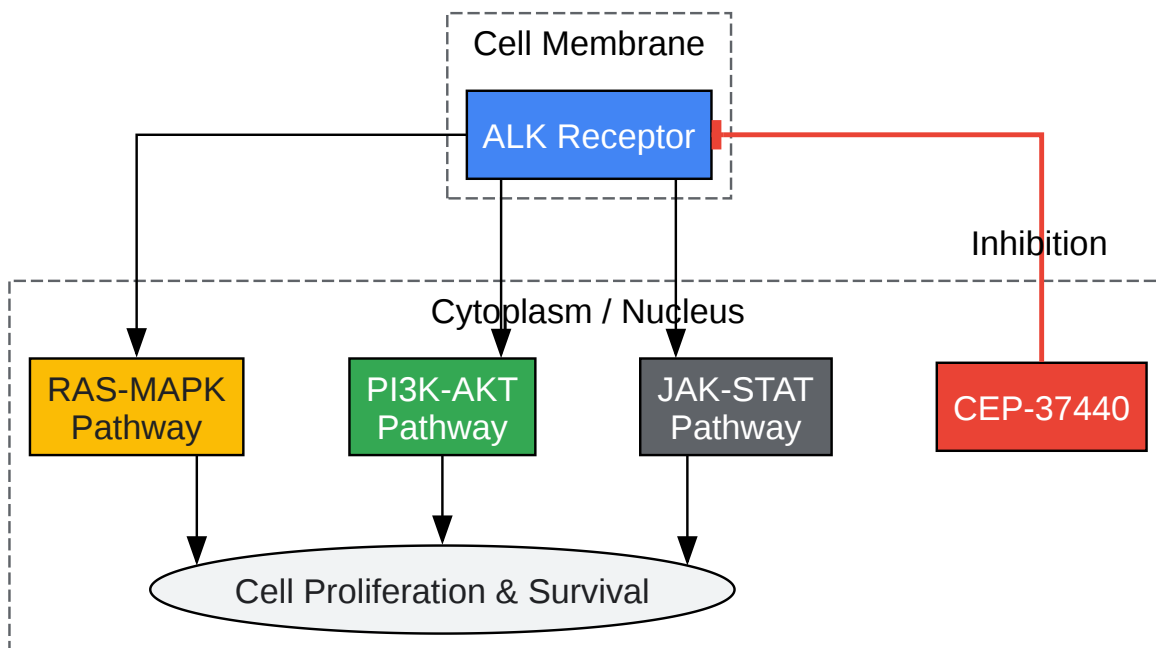 Cell Membrane
ALK Receptor
Inhibition
Cytoplasm / Nucleus
RAS-MAPK
Pathway
PI3K-AKT
Pathway
JAK-STAT
Pathway
CEP-37440
Cell Proliferation & Survival